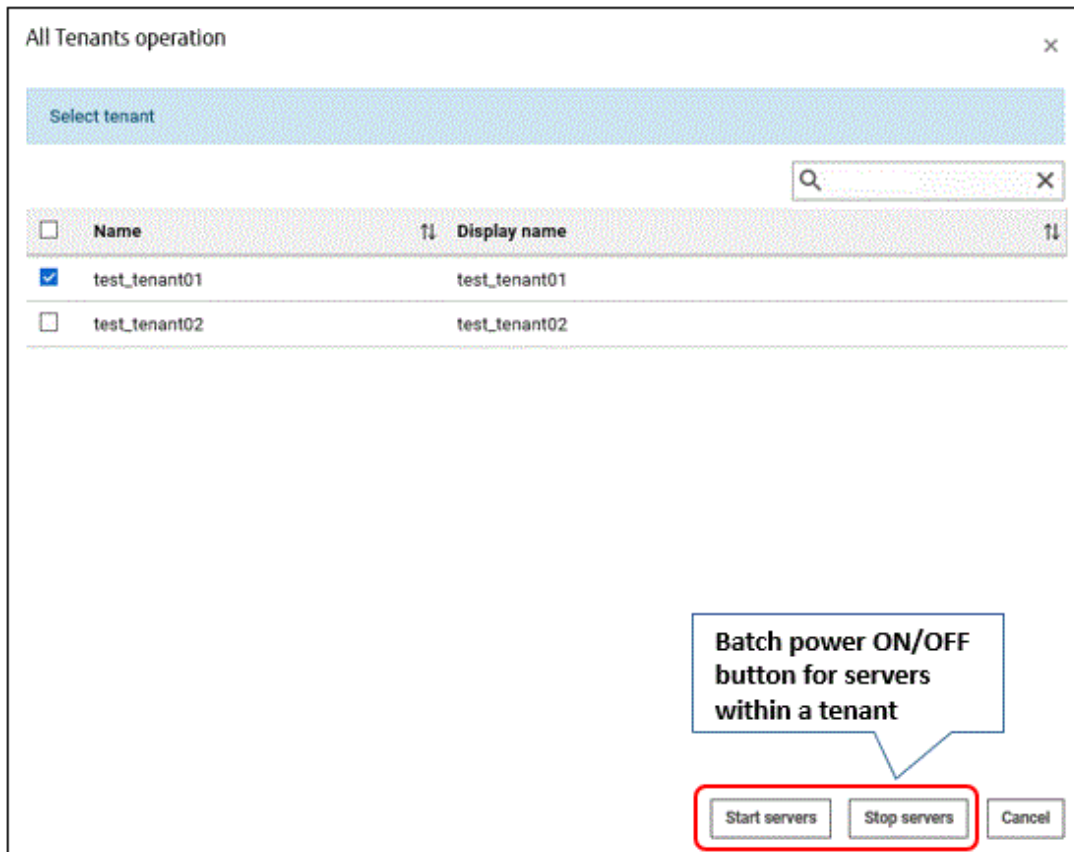 All Tenants operation
Select tenant
Name Display name
test_tenant01 test_tenant01
test_tenant02 test_tenant02
Batch power ON/OFF
button for servers
within a tenant
Start servers Stop servers Cancel